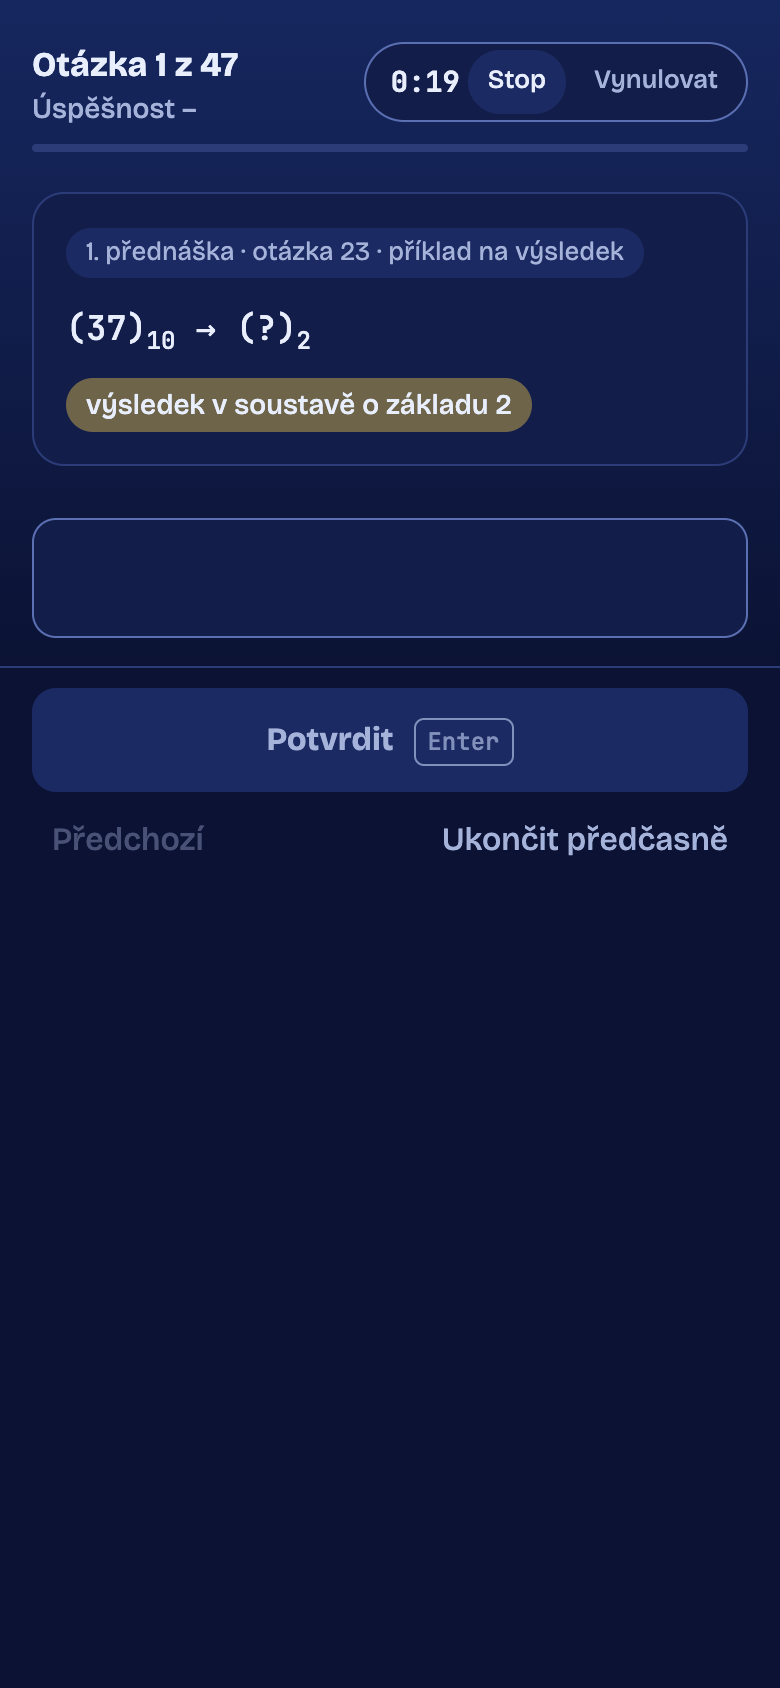 Otázka 1 z 47
Úspěšnost –
0:19 Stop Vynulovat
1. přednáška · otázka 23 · příklad na výsledek
(37)₁₀ → (?)₂
výsledek v soustavě o základu 2
Potvrdit Enter
Předchozí Ukončit předčasně